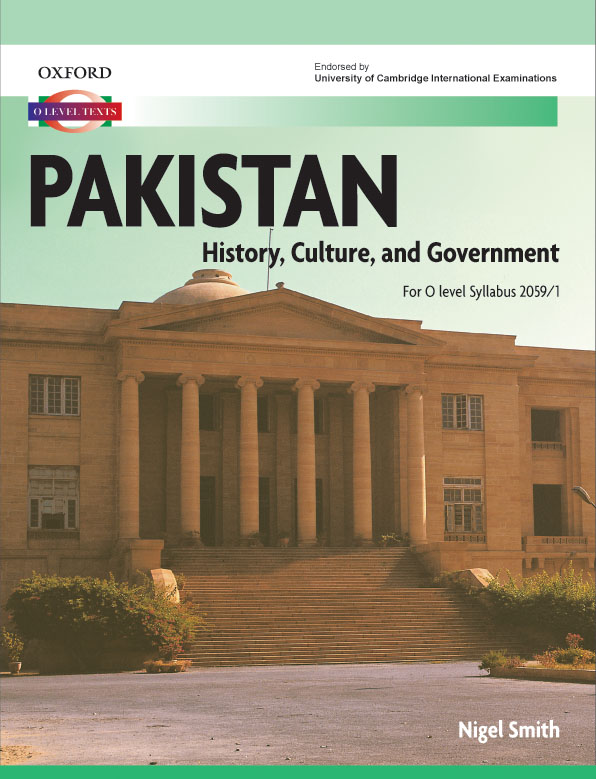 OXFORD
Endorsed by
University of Cambridge International Examinations
O LEVEL TEXTS
PAKISTAN
History, Culture, and Government
For O level Syllabus 2059/1
Nigel Smith